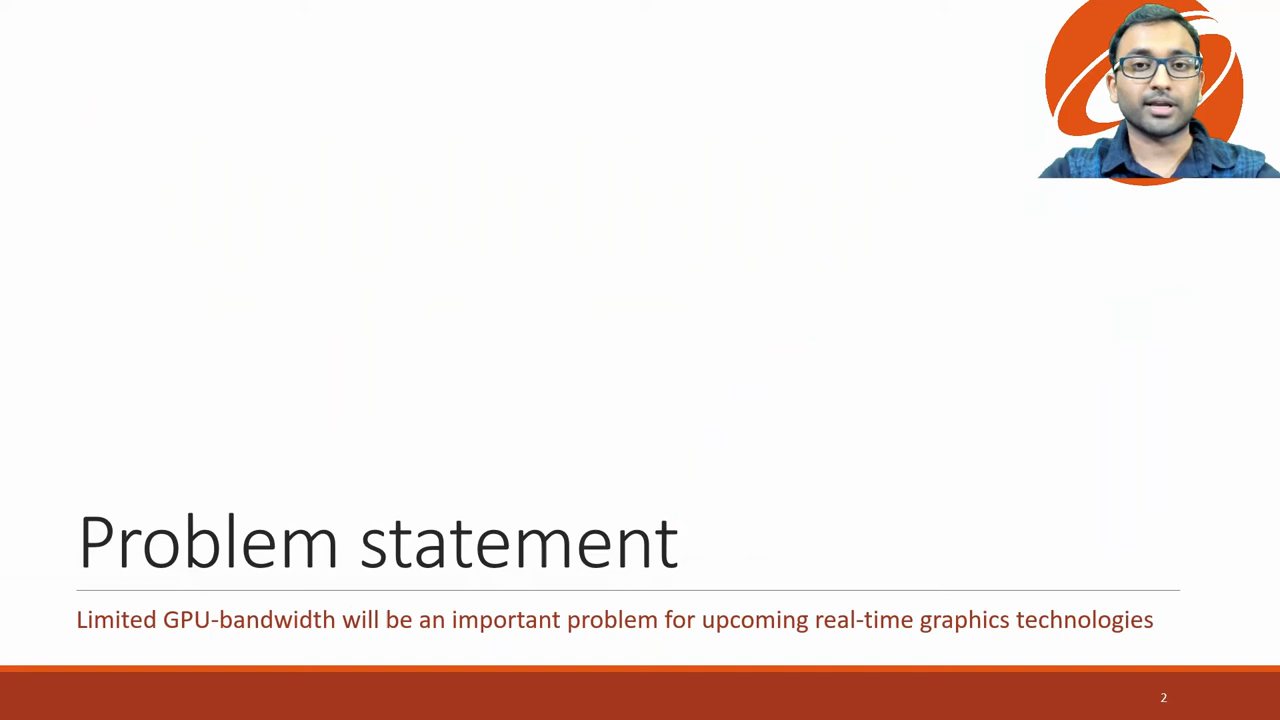 Problem statement
Limited GPU-bandwidth will be an important problem for upcoming real-time graphics technologies
2